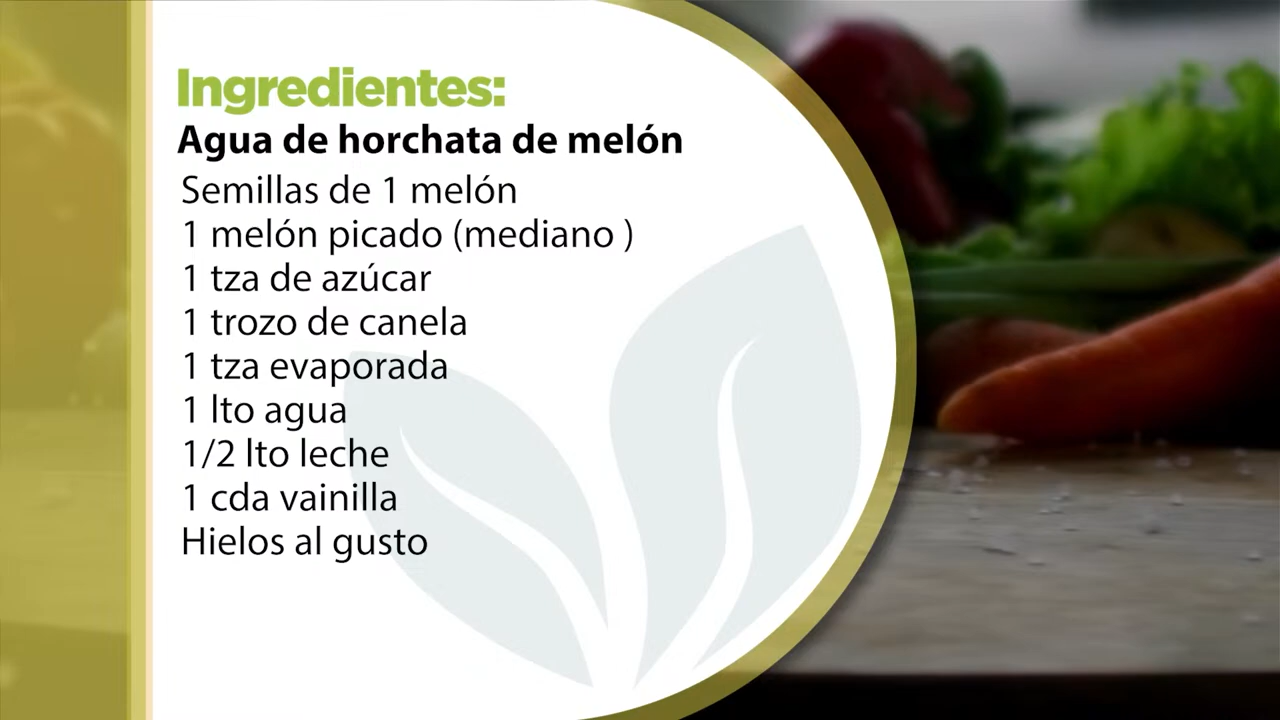 Ingredientes:
Agua de horchata de melón
Semillas de 1 melón
1 melón picado (mediano )
1 tza de azúcar
1 trozo de canela
1 tza evaporada
1 lto agua
1/2 lto leche
1 cda vainilla
Hielos al gusto